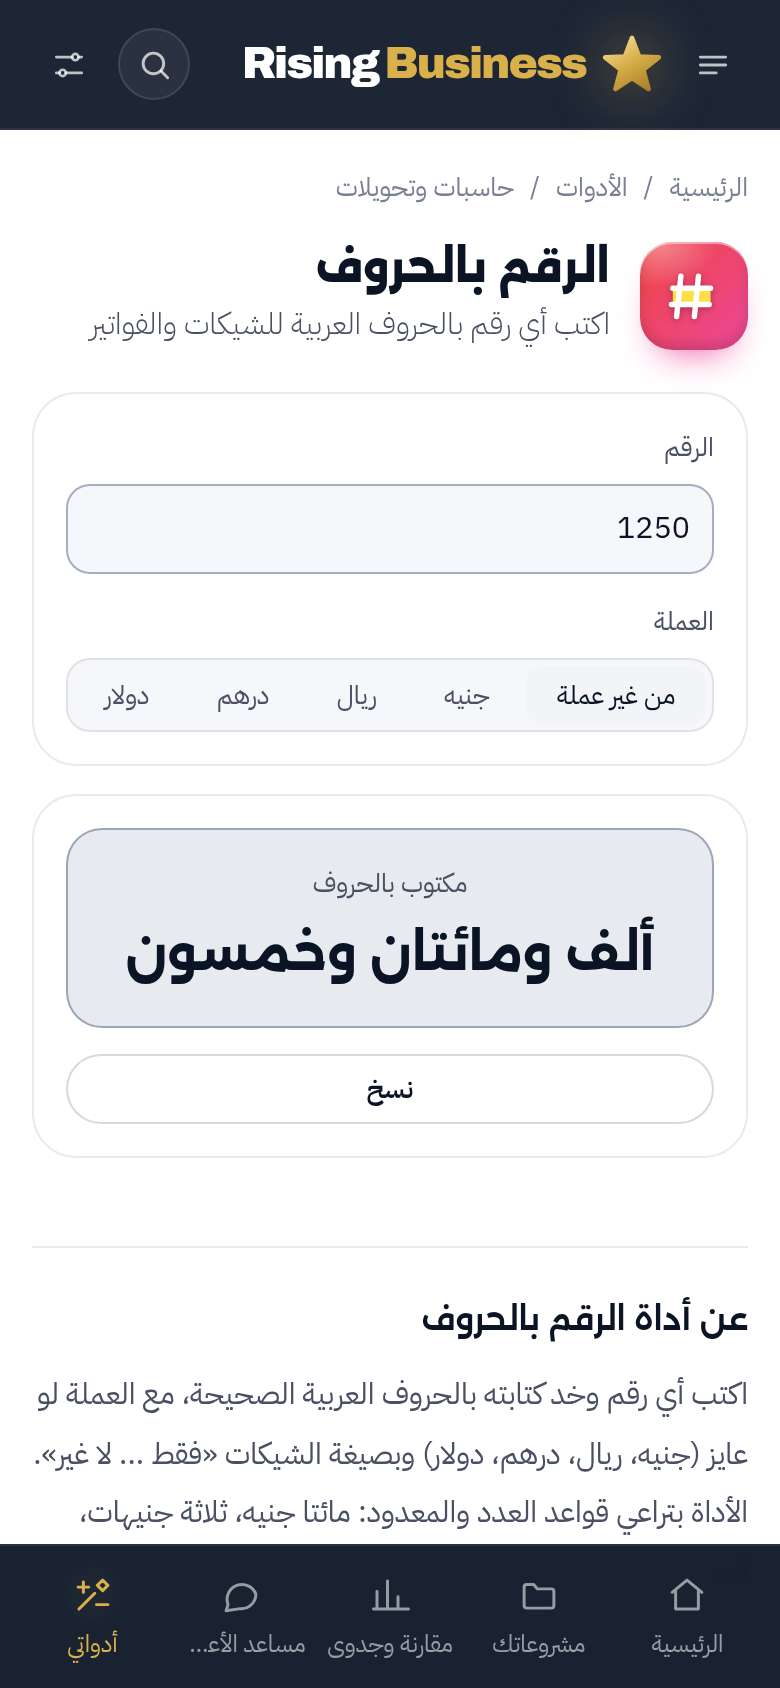 Rising Business
الرئيسية / الأدوات / حاسبات وتحويلات
الرقم بالحروف
اكتب أي رقم بالحروف العربية للشيكات والفواتير
الرقم
1250
العملة
من غير عملة جنيه ريال درهم دولار
مكتوب بالحروف
ألف ومائتان وخمسون
نسخ
عن أداة الرقم بالحروف
اكتب أي رقم وخد كتابته بالحروف العربية الصحيحة، مع العملة لو
عايز (جنيه، ريال، درهم، دولار) وبصيغة الشيكات «فقط ... لا غير».
الأداة بتراعي قواعد العدد والمعدود: مائتا جنيه، ثلاثة جنيهات،
الرئيسية مشروعاتك مقارنة وجدوى مساعد الأعـ... أدواتي